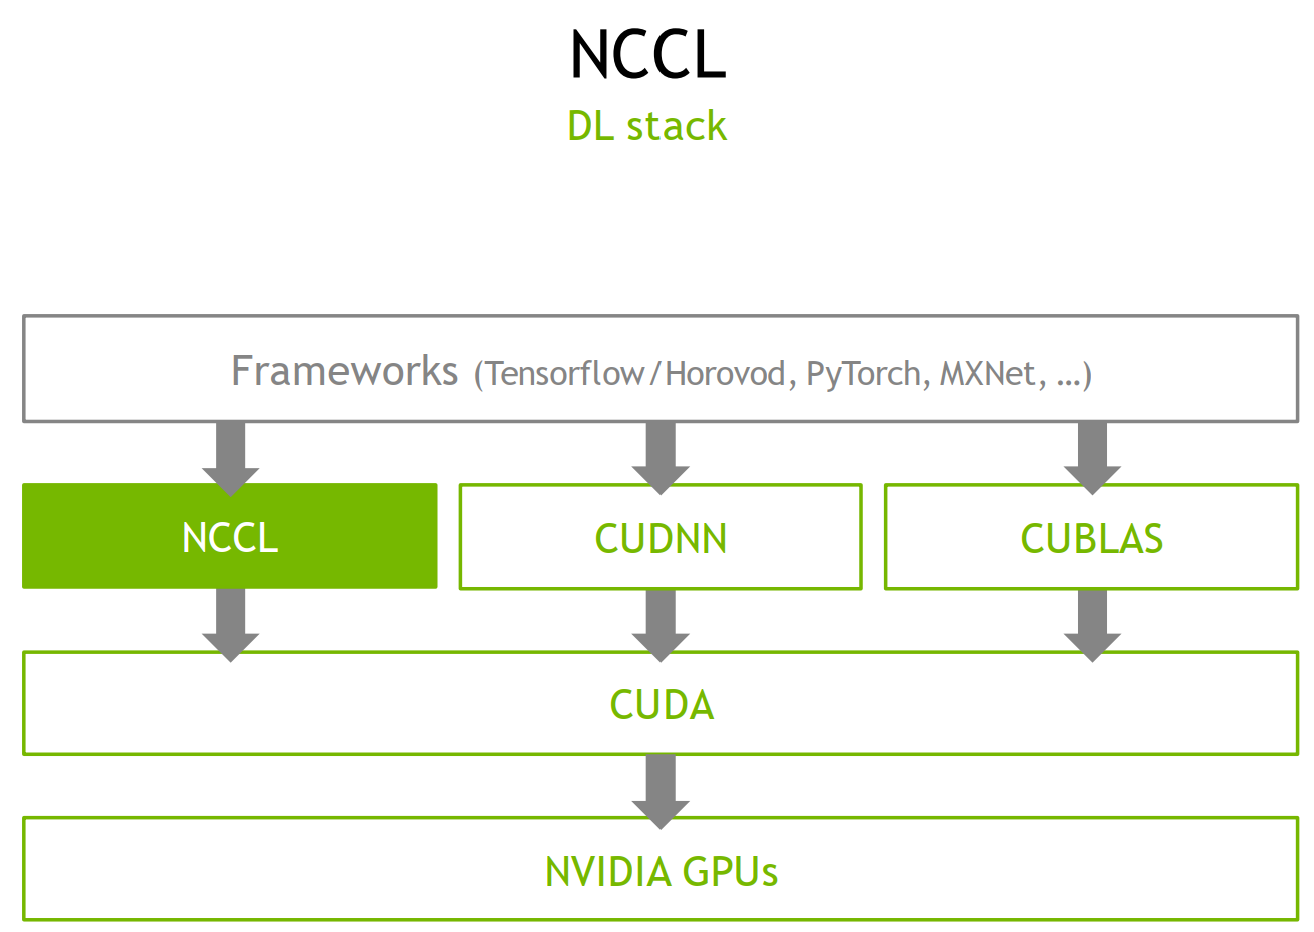 NCCL
DL stack
Frameworks (Tensorflow/Horovod, PyTorch, MXNet, ...)
NCCL
CUDNN
CUBLAS
CUDA
NVIDIA GPUs